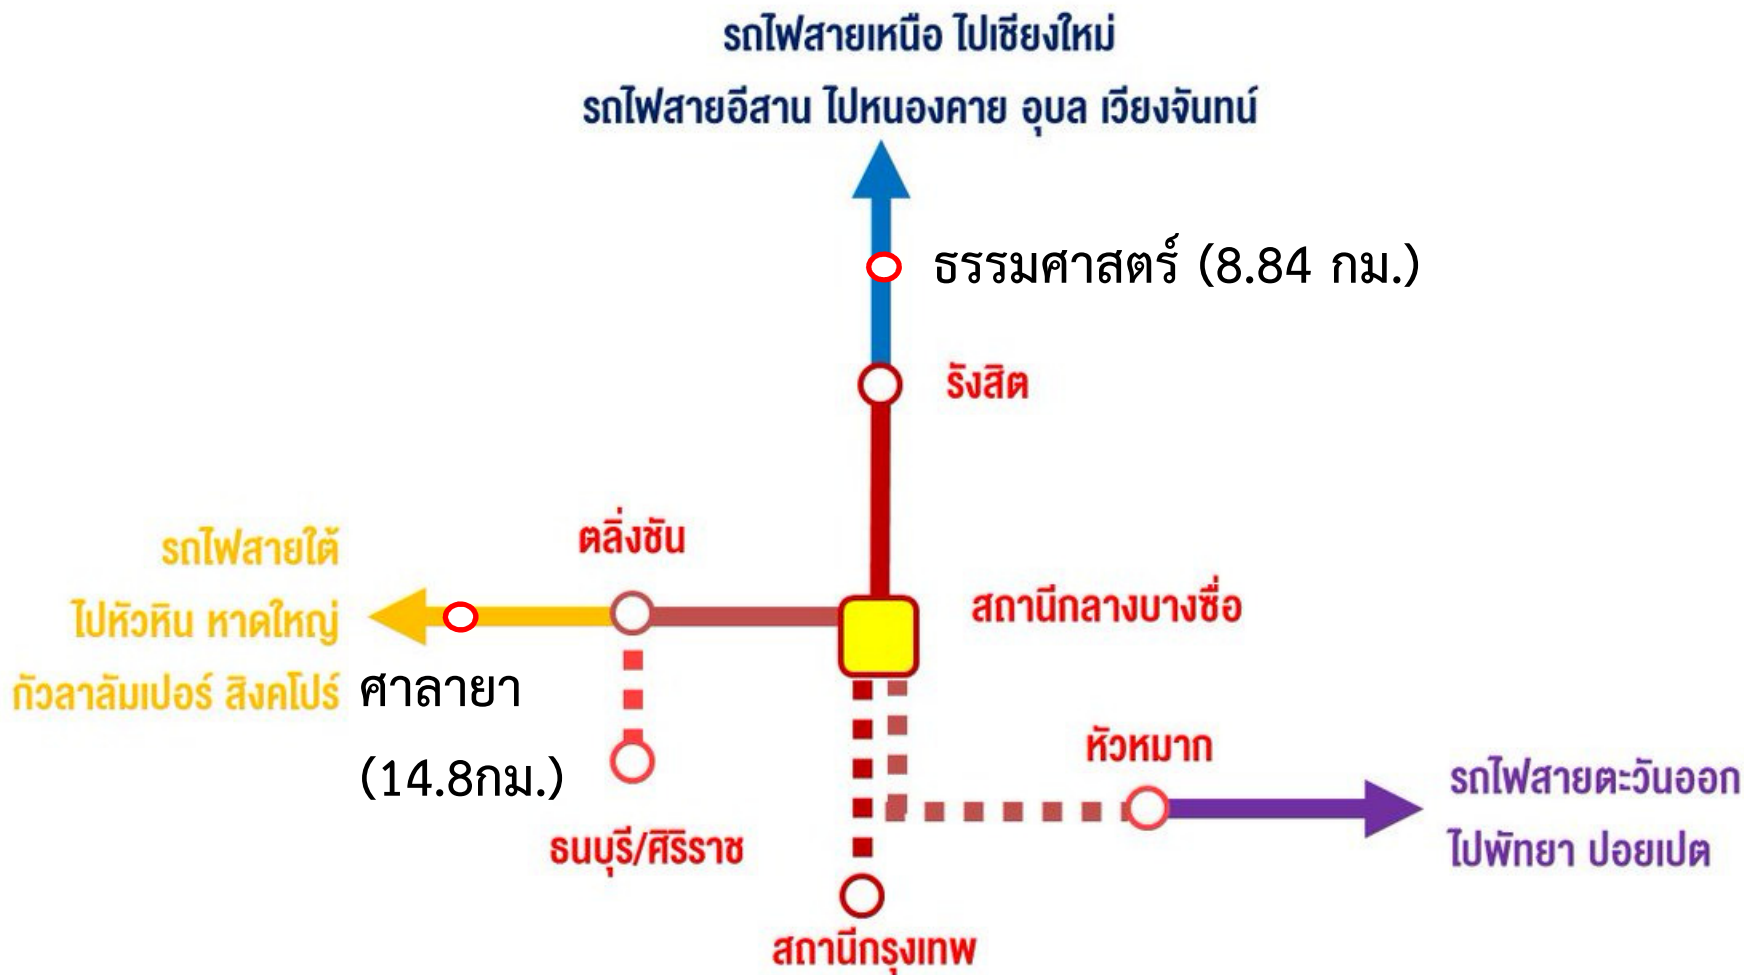 รถไฟสายเหนือ ไปเชียงใหม่
รถไฟสายอีสาน ไปหนองคาย อุบล เวียงจันทน์
ธรรมศาสตร์ (8.84 กม.)
รังสิต
ตลิ่งชัน
รถไฟสายใต้
ไปหัวหิน หาดใหญ่
กัวลาลัมเปอร์ สิงคโปร์
สถานีกลางบางซื่อ
ศาลายา
(14.8กม.)
ธนบุรี/ศิริราช
หัวหมาก
รถไฟสายตะวันออก
ไปพัทยา ปอยเปต
สถานีกรุงเทพ